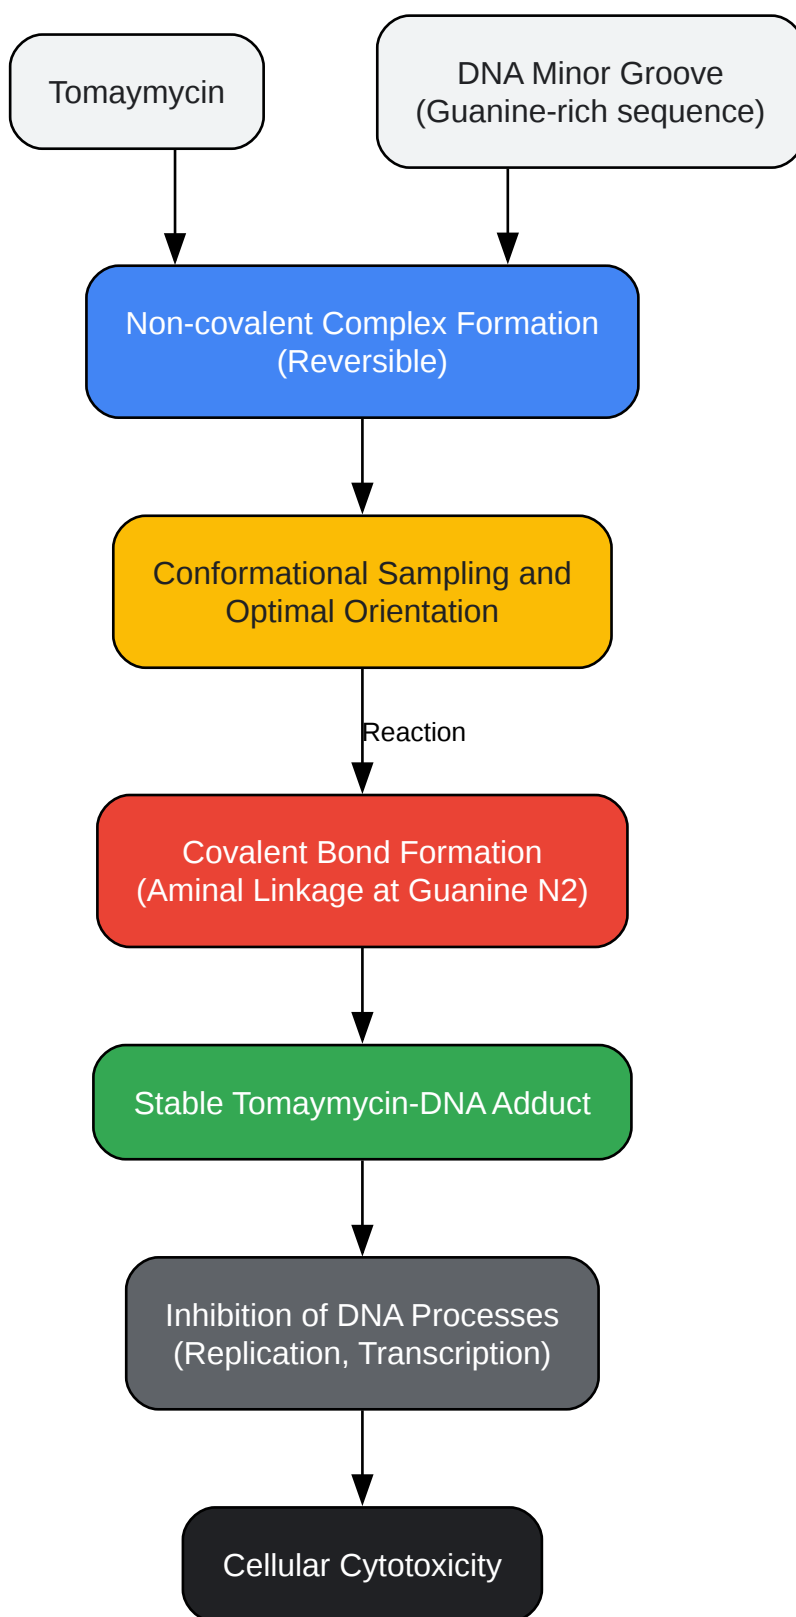 Tomaymycin
DNA Minor Groove
(Guanine-rich sequence)
Non-covalent Complex Formation
(Reversible)
Conformational Sampling and
Optimal Orientation
Reaction
Covalent Bond Formation
(Aminal Linkage at Guanine N2)
Stable Tomaymycin-DNA Adduct
Inhibition of DNA Processes
(Replication, Transcription)
Cellular Cytotoxicity